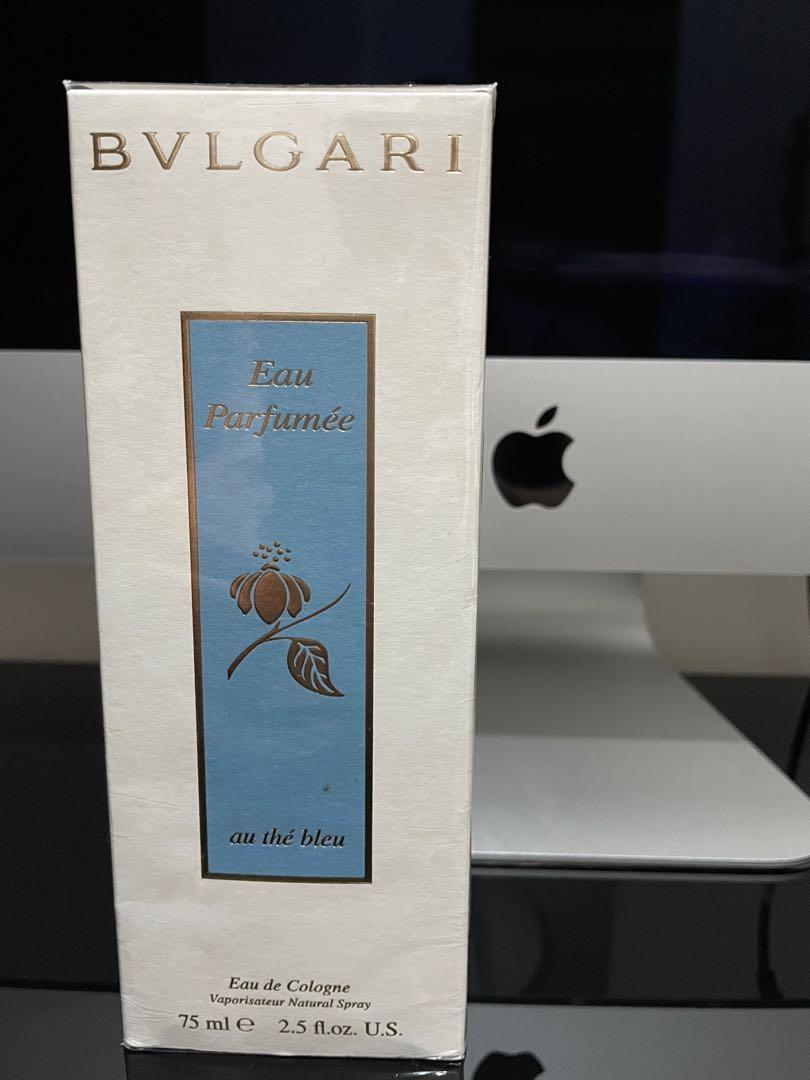 BVLGARI
Eau
Parfumée
au thé bleu
Eau de Cologne
Vaporisateur Natural Spray
75 ml ℮ 2.5 fl.oz. U.S.